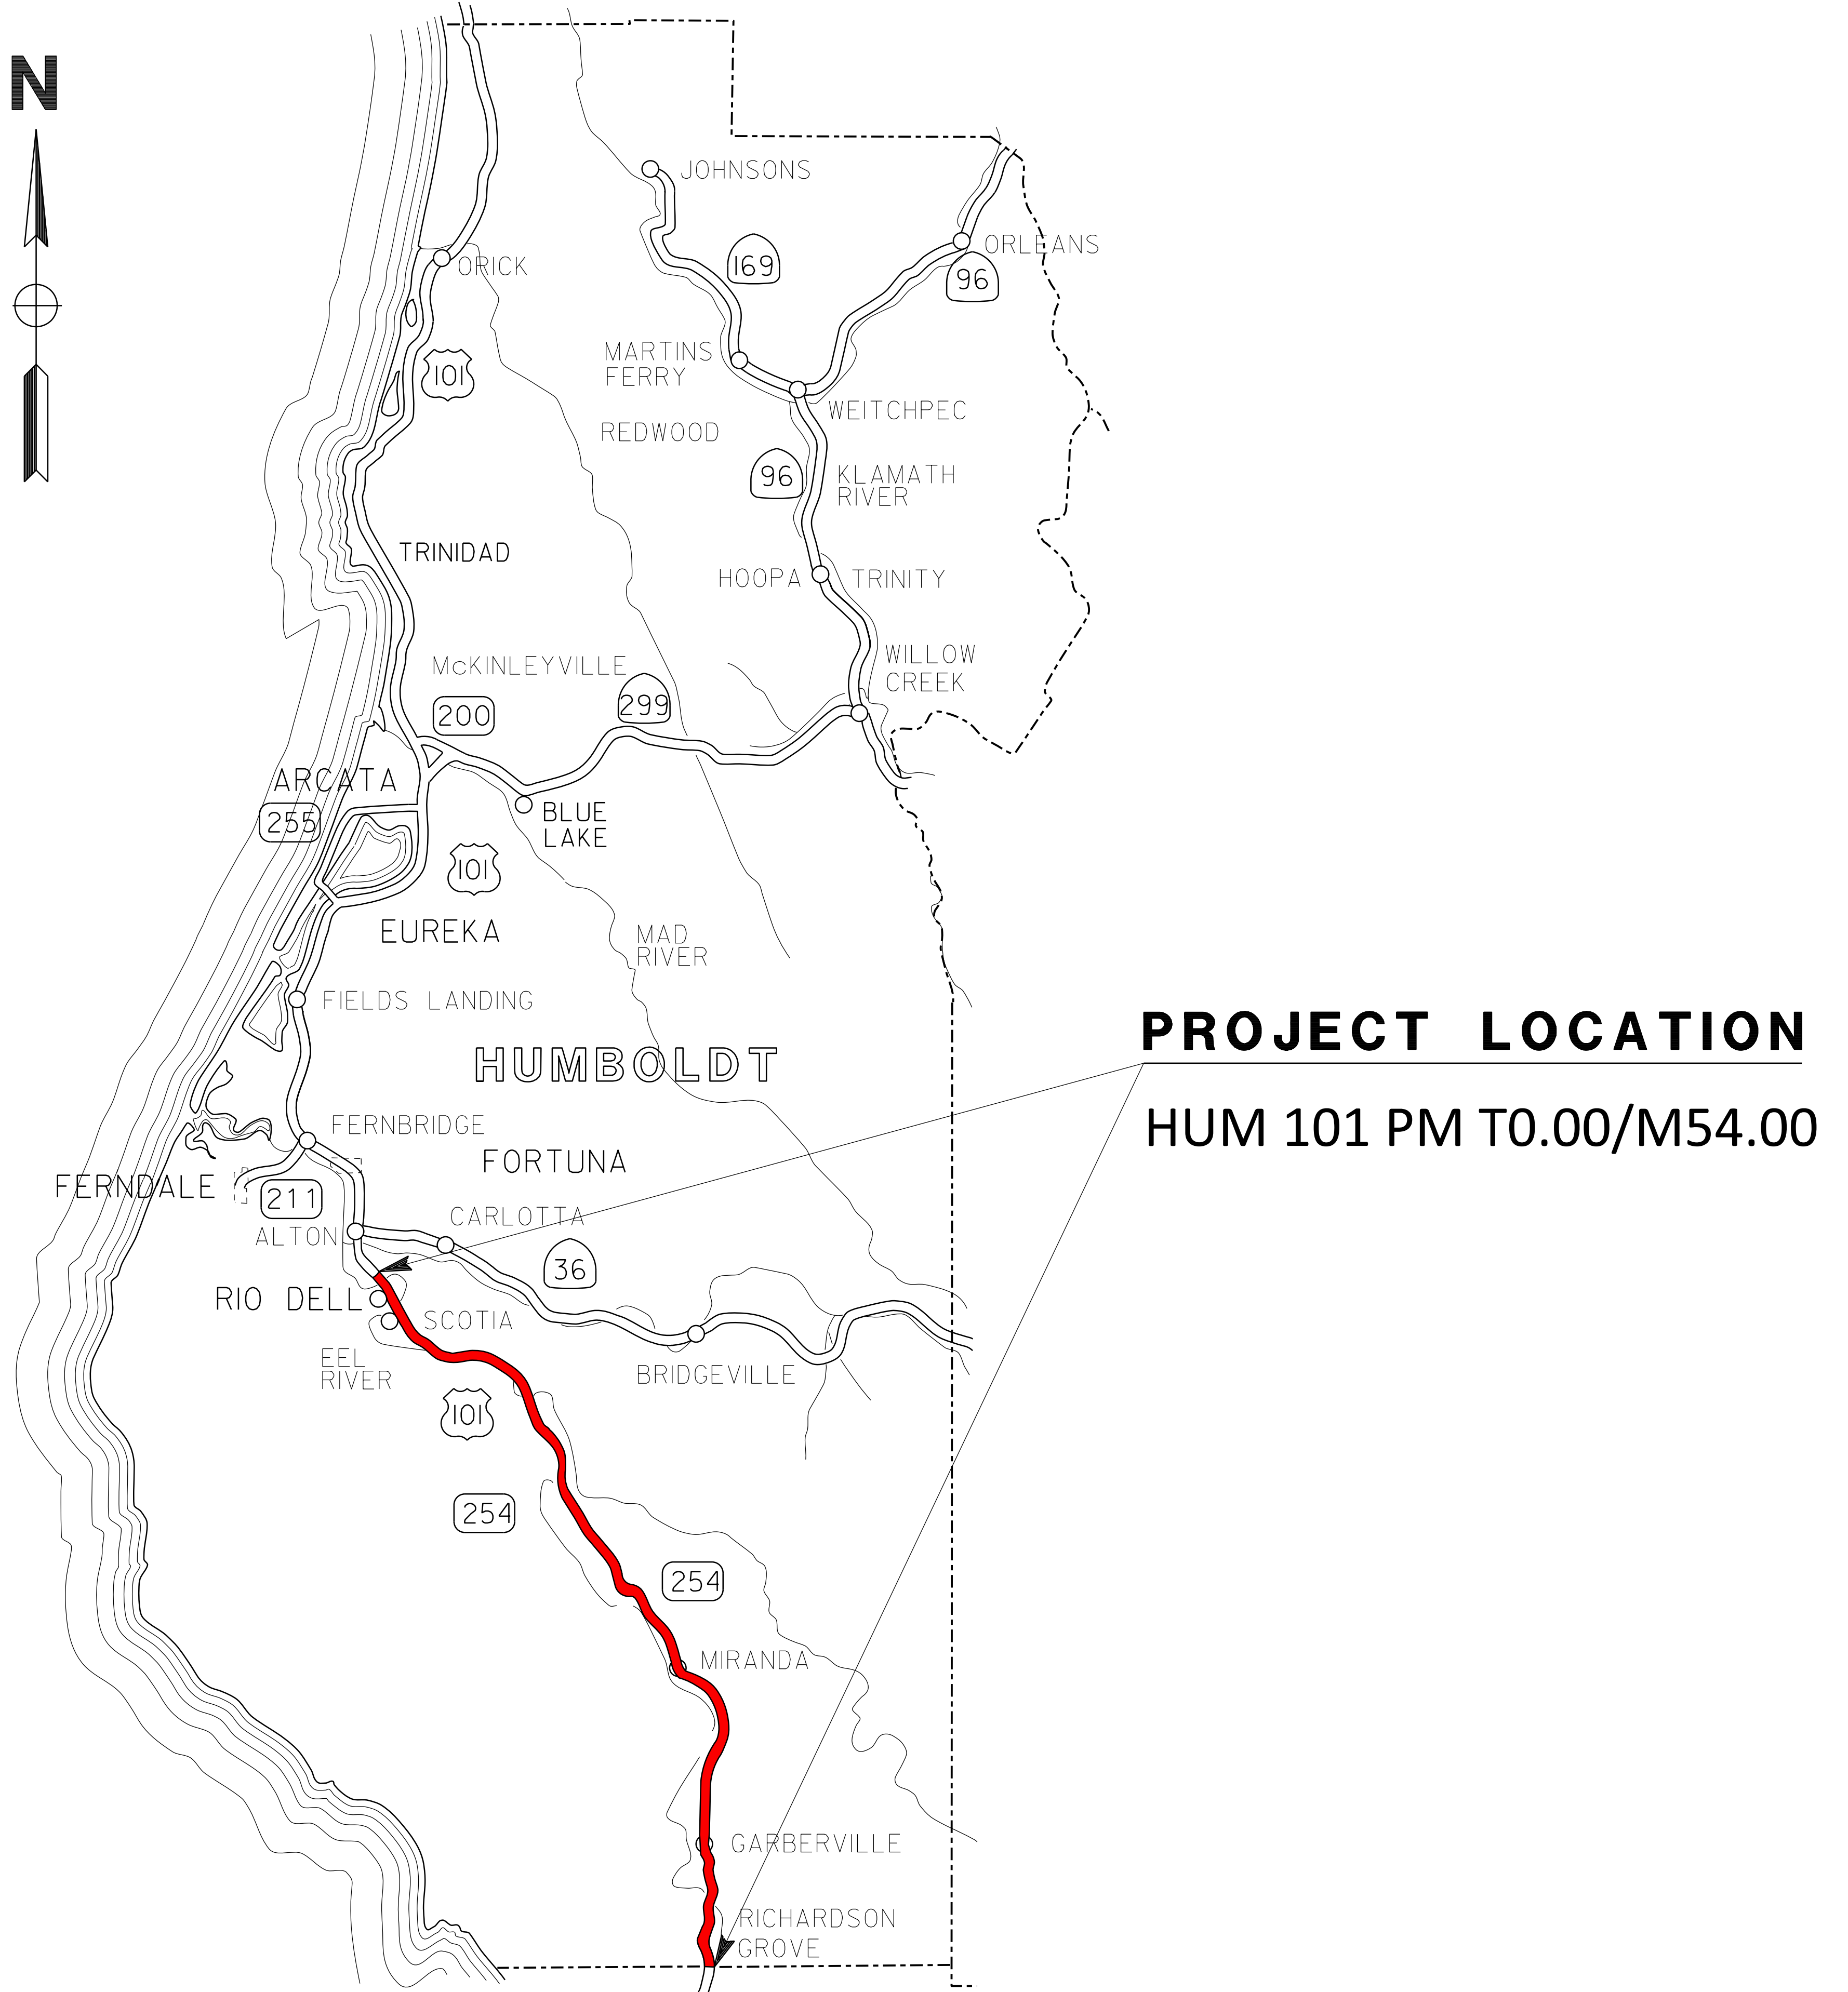 N
JOHNSONS
ORLEANS
169
96
ORICK
101
MARTINS
FERRY
WEITCHPEC
REDWOOD
96
KLAMATH
RIVER
TRINIDAD
HOOPA
TRINITY
WILLOW
CREEK
McKINLEYVILLE
299
200
ARCATA
255
BLUE
LAKE
101
EUREKA
MAD
RIVER
FIELDS LANDING
PROJECT LOCATION
HUMBOLDT
HUM 101 PM T0.00/M54.00
FERNBRIDGE
FORTUNA
FERNDALE
211
CARLOTTA
ALTON
36
RIO DELL
SCOTIA
EEL
RIVER
BRIDGEVILLE
101
254
254
MIRANDA
GARBERVILLE
RICHARDSON
GROVE